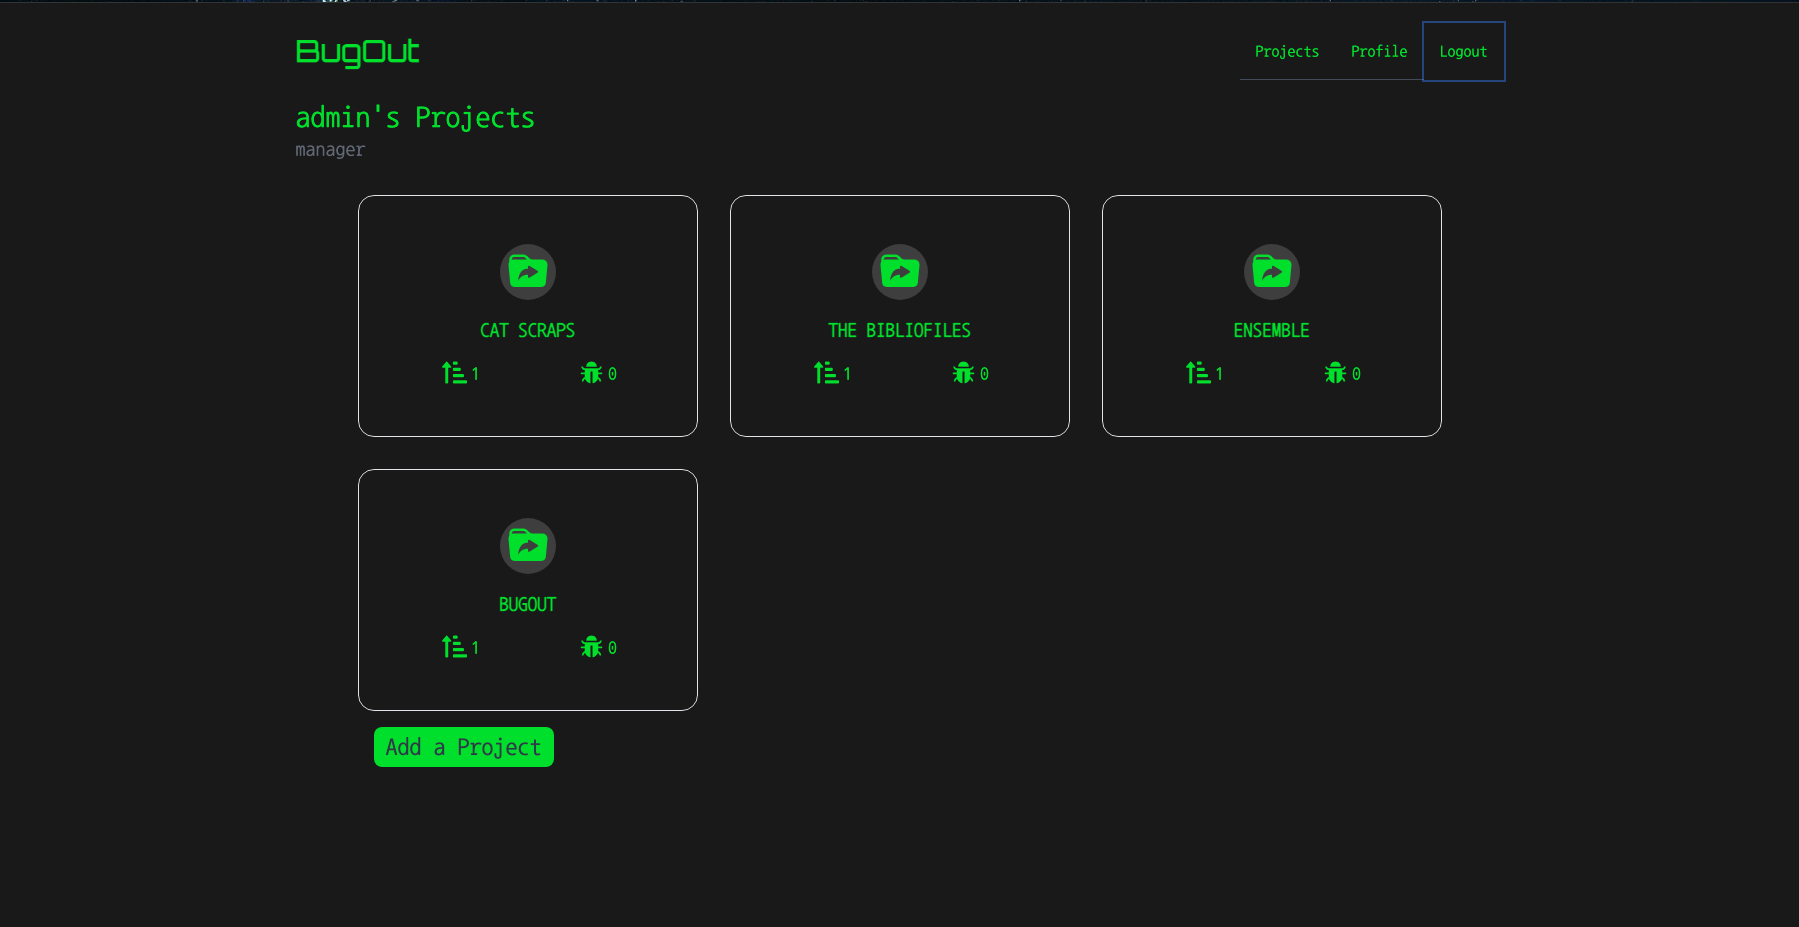 BugOut
Projects Profile Logout
admin's Projects
manager
CAT SCRAPS
1 0
THE BIBLIOFILES
1 0
ENSEMBLE
1 0
BUGOUT
1 0
Add a Project